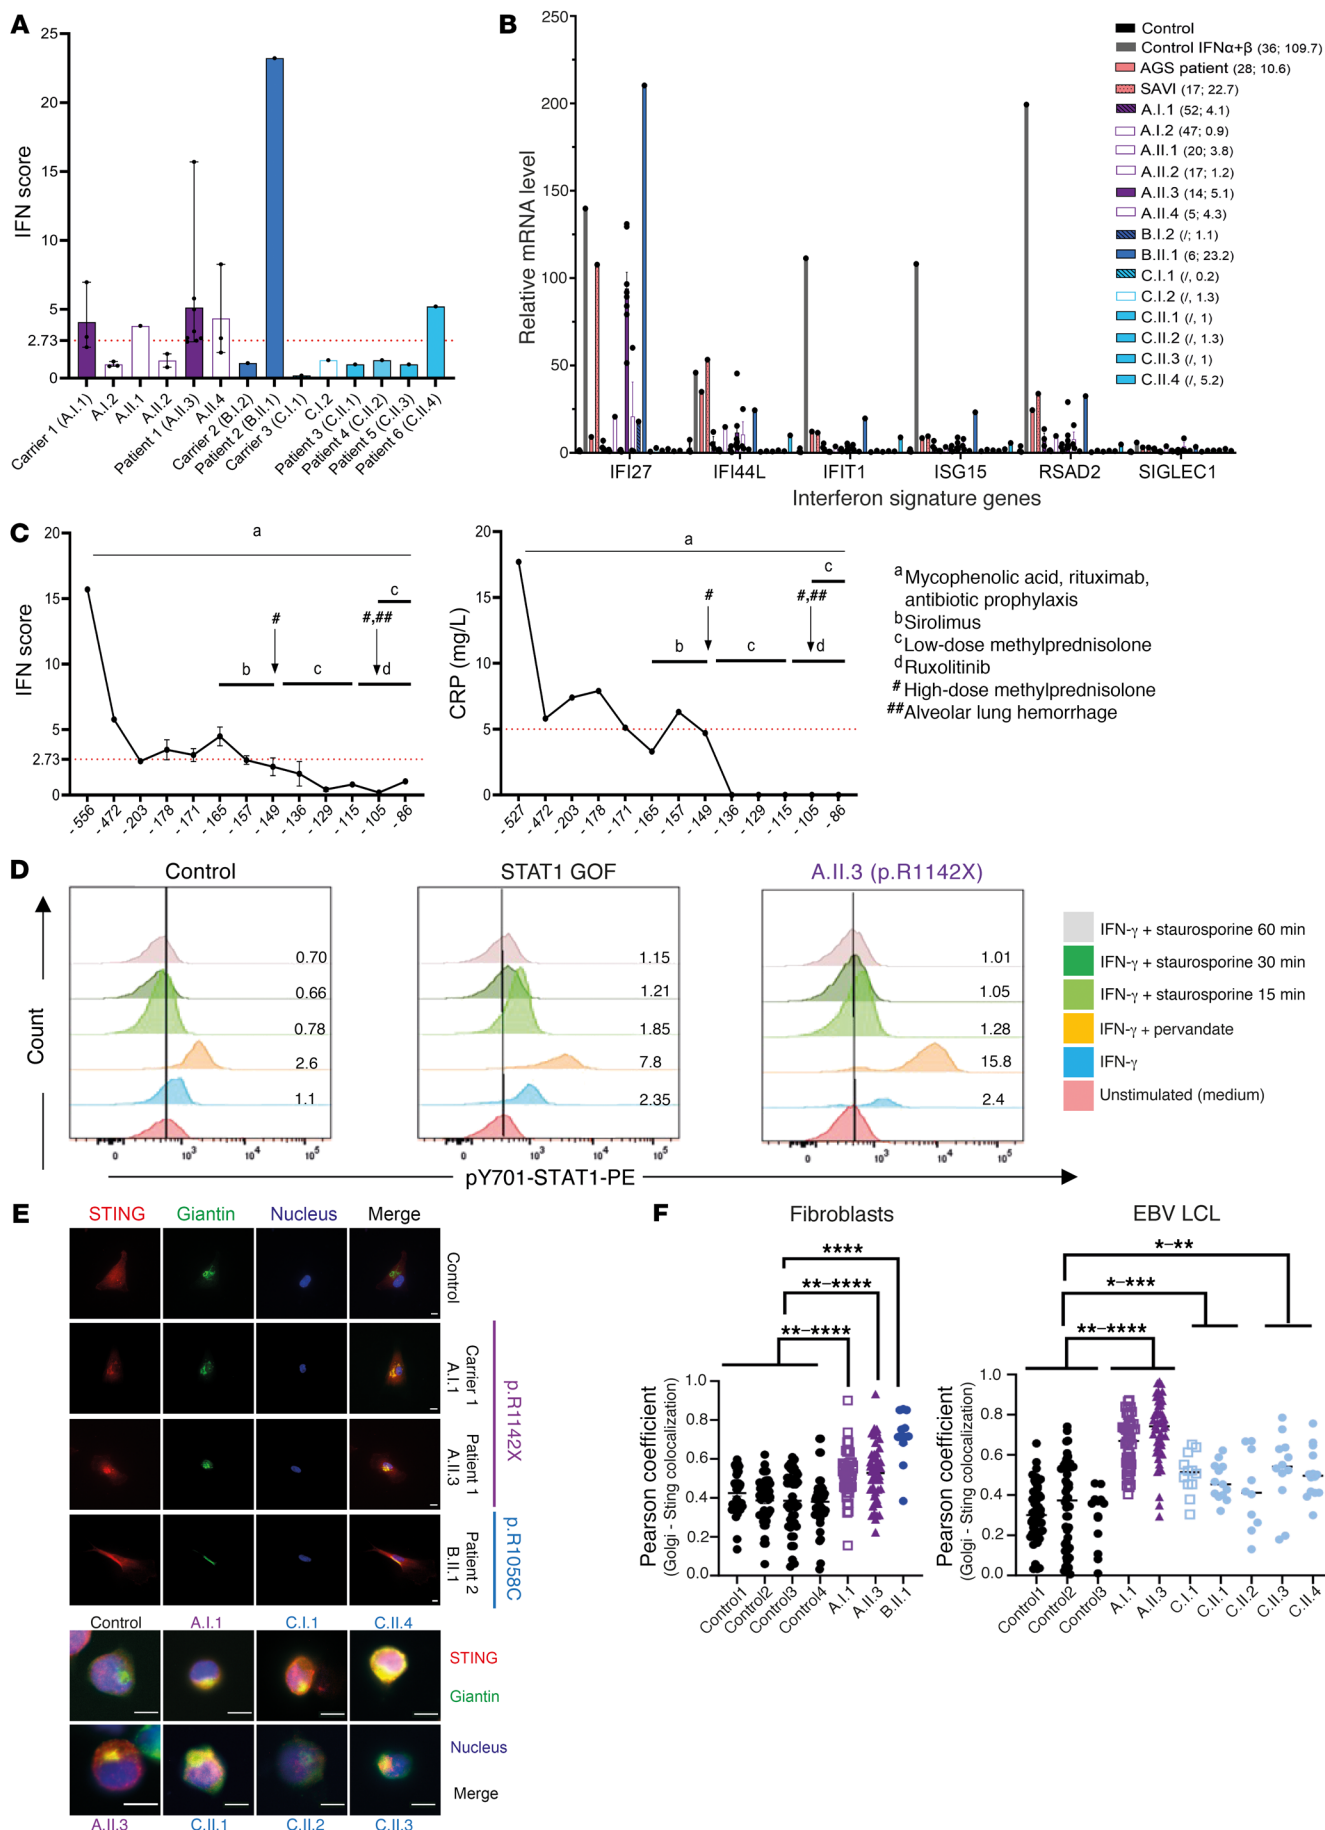 A
IFN score
25
20
15
10
5
2.73
0
Carrier 1 (A.I.1)
A.I.2
A.II.1
A.II.2
Patient 1 (A.II.3)
A.II.4
Carrier 2 (B.I.2)
Patient 2 (B.II.1)
Carrier 3 (C.I.1)
C.I.2
Patient 3 (C.II.1)
Patient 4 (C.II.2)
Patient 5 (C.II.3)
Patient 6 (C.II.4)
B
Relative mRNA level
250
200
150
100
50
0
IFI27 IFI44L IFIT1 ISG15 RSAD2 SIGLEC1
Interferon signature genes
Control
Control IFNα+β (36; 109.7)
AGS patient (28; 10.6)
SAVI (17; 22.7)
A.I.1 (52; 4.1)
A.I.2 (47; 0.9)
A.II.1 (20; 3.8)
A.II.2 (17; 1.2)
A.II.3 (14; 5.1)
A.II.4 (5; 4.3)
B.I.2 (/; 1.1)
B.II.1 (6; 23.2)
C.I.1 (/, 0.2)
C.I.2 (/, 1.3)
C.II.1 (/, 1)
C.II.2 (/, 1.3)
C.II.3 (/, 1)
C.II.4 (/, 5.2)
C
IFN score
20
15
10
5
2.73
0
a
c
#
#,##
b
c
d
- 556
- 472
- 203
- 178
- 171
- 165
- 157
- 149
- 136
- 129
- 115
- 105
- 86
CRP (mg/L)
20
15
10
5
0
a
c
#
#,##
b
c
d
- 527
- 472
- 203
- 178
- 171
- 165
- 157
- 149
- 136
- 129
- 115
- 105
- 86
aMycophenolic acid, rituximab,
antibiotic prophylaxis
bSirolimus
cLow-dose methylprednisolone
dRuxolitinib
#High-dose methylprednisolone
##Alveolar lung hemorrhage
D
Count
Control
0.70
0.66
0.78
2.6
1.1
0 10³ 10⁴ 10⁵
STAT1 GOF
1.15
1.21
1.85
7.8
2.35
0 10³ 10⁴ 10⁵
A.II.3 (p.R1142X)
1.01
1.05
1.28
15.8
2.4
0 10³ 10⁴ 10⁵
pY701-STAT1-PE
IFN-γ + staurosporine 60 min
IFN-γ + staurosporine 30 min
IFN-γ + staurosporine 15 min
IFN-γ + pervandate
IFN-γ
Unstimulated (medium)
E
STING Giantin Nucleus Merge
Control
Carrier 1
A.I.1
Patient 1
A.II.3
Patient 2
B.II.1
p.R1142X
p.R1058C
Control A.I.1 C.I.1 C.II.4
STING
Giantin
Nucleus
Merge
A.II.3 C.II.1 C.II.2 C.II.3
F
Fibroblasts
****
**–****
**–****
Pearson coefficient
(Golgi - Sting colocalization)
1.0
0.8
0.6
0.4
0.2
0.0
Control1
Control2
Control3
Control4
A.I.1
A.II.3
B.II.1
EBV LCL
*–**
*–***
**–****
Pearson coefficient
(Golgi - Sting colocalization)
1.0
0.8
0.6
0.4
0.2
0.0
Control1
Control2
Control3
A.I.1
A.II.3
C.I.1
C.II.1
C.II.2
C.II.3
C.II.4